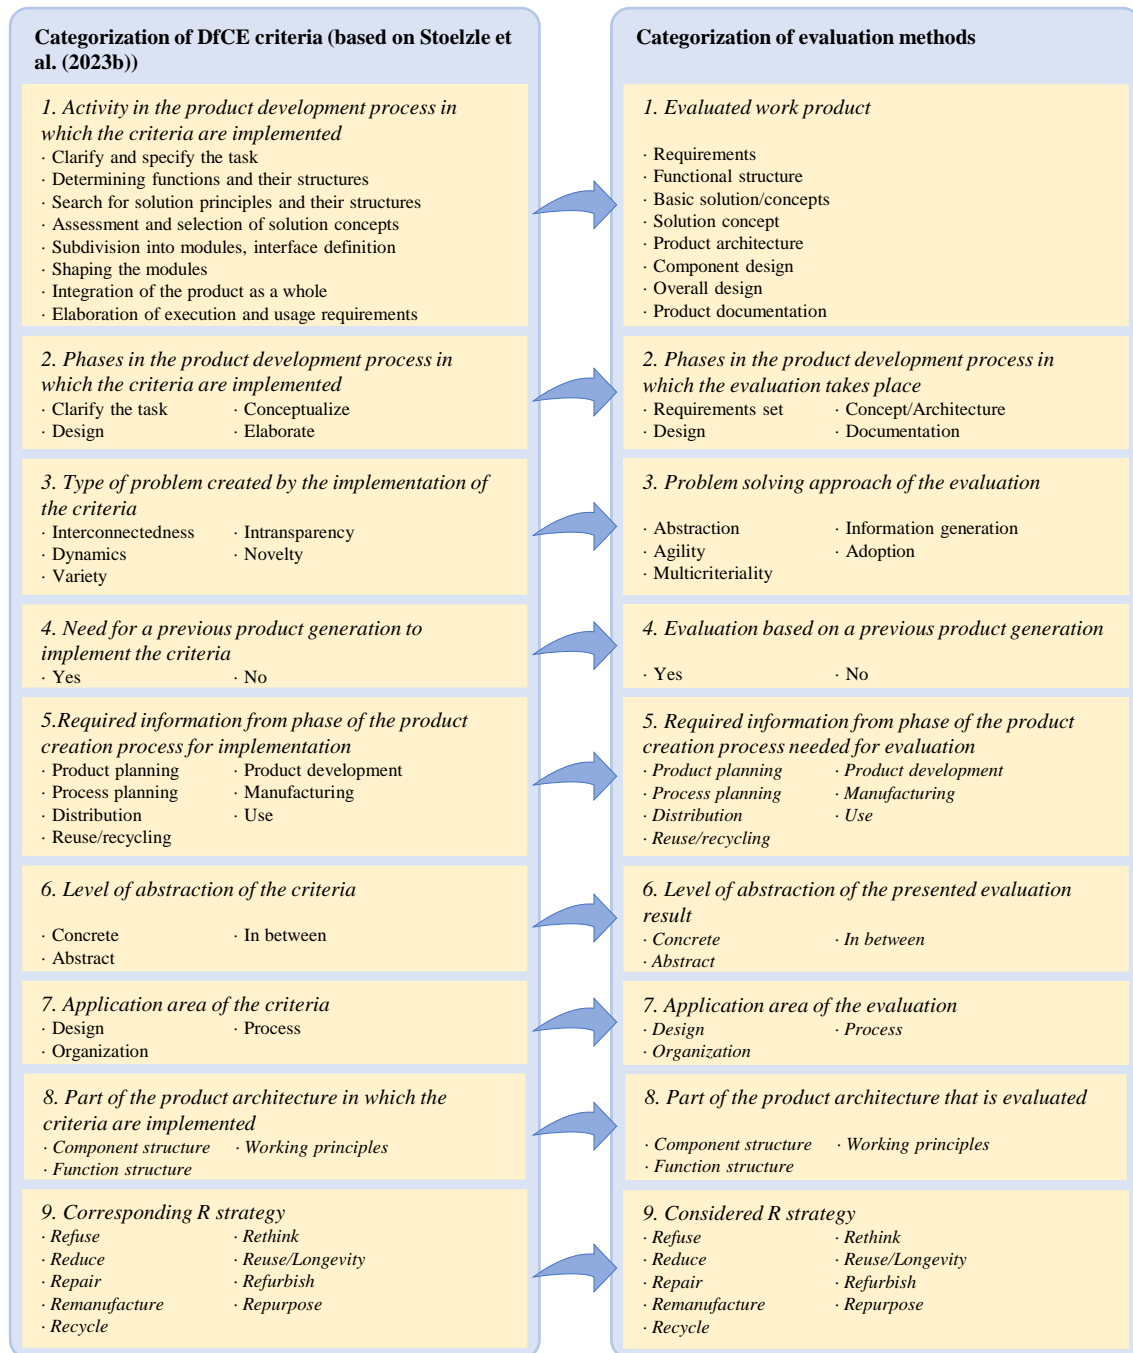 Categorization of DfCE criteria (based on Stoelzle et
al. (2023b))
1. Activity in the product development process in
which the criteria are implemented
· Clarify and specify the task
· Determining functions and their structures
· Search for solution principles and their structures
· Assessment and selection of solution concepts
· Subdivision into modules, interface definition
· Shaping the modules
· Integration of the product as a whole
· Elaboration of execution and usage requirements
2. Phases in the product development process in
which the criteria are implemented
· Clarify the task · Conceptualize
· Design · Elaborate
3. Type of problem created by the implementation of
the criteria
· Interconnectedness · Intransparency
· Dynamics · Novelty
· Variety
4. Need for a previous product generation to
implement the criteria
· Yes · No
5.Required information from phase of the product
creation process for implementation
· Product planning · Product development
· Process planning · Manufacturing
· Distribution · Use
· Reuse/recycling
6. Level of abstraction of the criteria
· Concrete · In between
· Abstract
7. Application area of the criteria
· Design · Process
· Organization
8. Part of the product architecture in which the
criteria are implemented
· Component structure · Working principles
· Function structure
9. Corresponding R strategy
· Refuse · Rethink
· Reduce · Reuse/Longevity
· Repair · Refurbish
· Remanufacture · Repurpose
· Recycle
Categorization of evaluation methods
1. Evaluated work product
· Requirements
· Functional structure
· Basic solution/concepts
· Solution concept
· Product architecture
· Component design
· Overall design
· Product documentation
2. Phases in the product development process in
which the evaluation takes place
· Requirements set · Concept/Architecture
· Design · Documentation
3. Problem solving approach of the evaluation
· Abstraction · Information generation
· Agility · Adoption
· Multicriteriality
4. Evaluation based on a previous product generation
· Yes · No
5. Required information from phase of the product
creation process needed for evaluation
· Product planning · Product development
· Process planning · Manufacturing
· Distribution · Use
· Reuse/recycling
6. Level of abstraction of the presented evaluation
result
· Concrete · In between
· Abstract
7. Application area of the evaluation
· Design · Process
· Organization
8. Part of the product architecture that is evaluated
· Component structure · Working principles
· Function structure
9. Considered R strategy
· Refuse · Rethink
· Reduce · Reuse/Longevity
· Repair · Refurbish
· Remanufacture · Repurpose
· Recycle